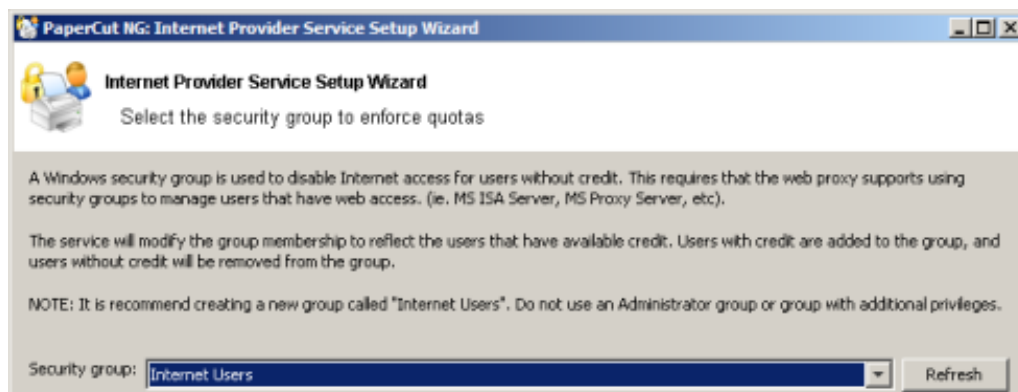 PaperCut NG: Internet Provider Service Setup Wizard
Internet Provider Service Setup Wizard
Select the security group to enforce quotas
A Windows security group is used to disable Internet access for users without credit. This requires that the web proxy supports using
security groups to manage users that have web access. (ie. MS ISA Server, MS Proxy Server, etc).
The service will modify the group membership to reflect the users that have available credit. Users with credit are added to the group, and
users without credit will be removed from the group.
NOTE: It is recommend creating a new group called "Internet Users". Do not use an Administrator group or group with additional privileges.
Security group: Internet Users Refresh